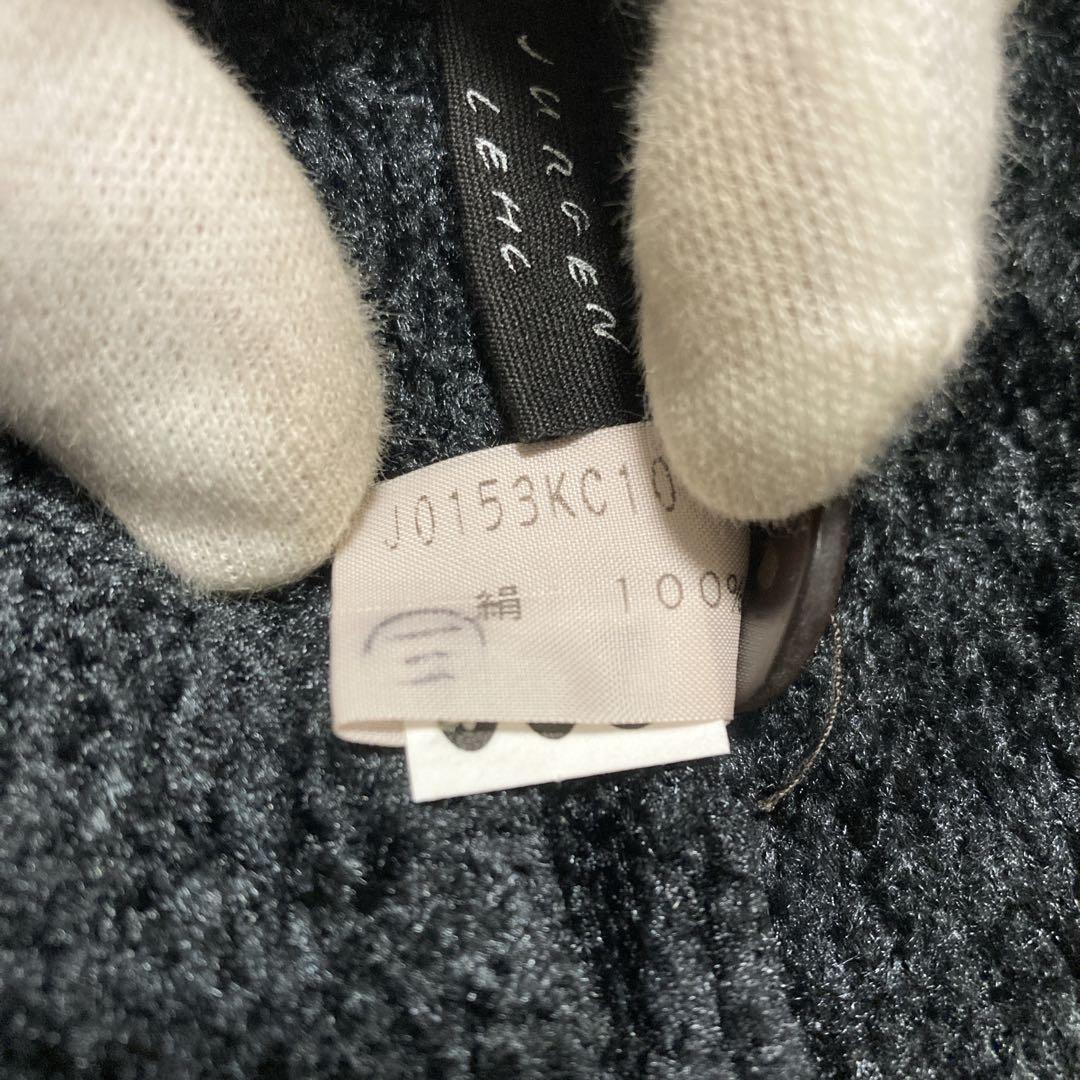 JURGEN
LEHL
J0153KC10
絹 100%